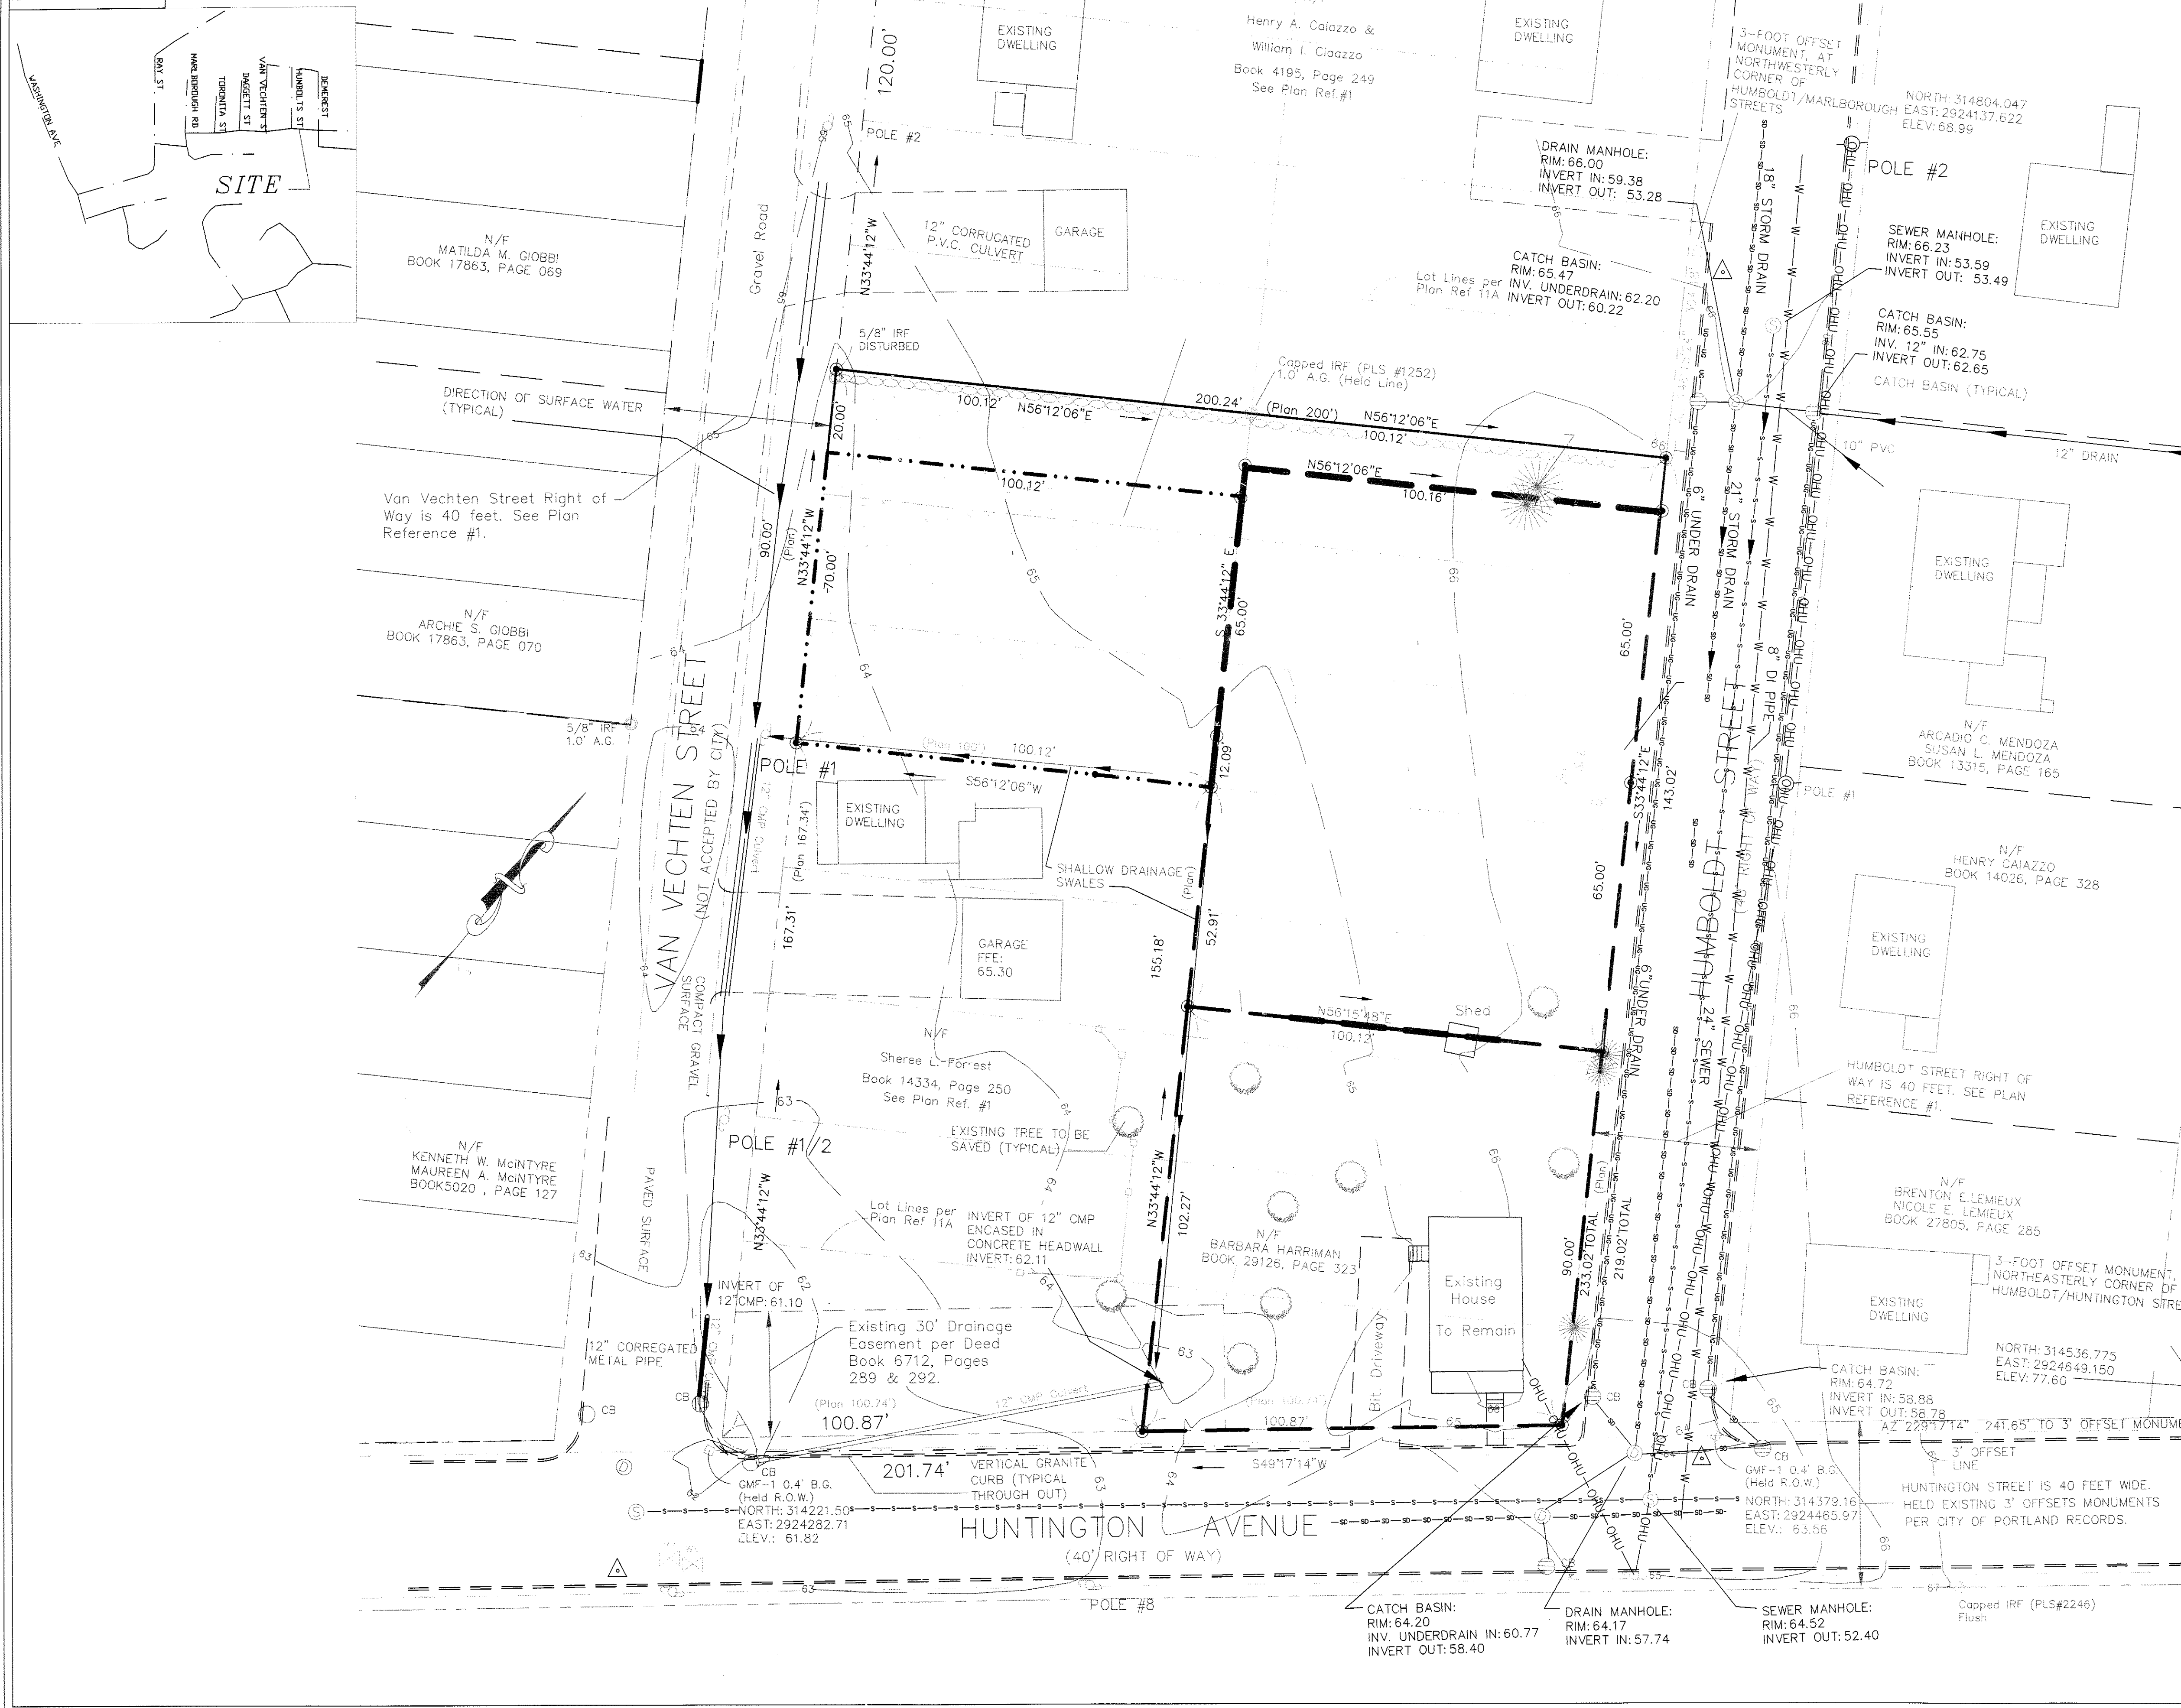 WASHINGTON AVE
RAY ST
MARLBOROUGH RD
TORONITA ST
DAGGETT ST
VAN VECHTEN S
HUMBOLTS ST
DEMEREST
SITE
N/F
MATILDA M. GIOBBI
BOOK 17863, PAGE 069
DIRECTION OF SURFACE WATER
(TYPICAL)
Van Vechten Street Right of
Way is 40 feet. See Plan
Reference #1.
N/F
ARCHIE S. GIOBBI
BOOK 17863, PAGE 070
5/8" IRF
1.0' A.G.
N/F
KENNETH W. McINTYRE
MAUREEN A. McINTYRE
BOOK5020 , PAGE 127
12" CORREGATED
METAL PIPE
CB
PAVED SURFACE
COMPACT GRAVEL
SURFACE
VAN VECHTEN STREET
(NOT ACCEPTED BY CITY)
Gravel Road
120.00'
POLE #2
N33°44'12"W
12" CORRUGATED
P.V.C. CULVERT
GARAGE
EXISTING
DWELLING
Henry A. Caiazzo &
William I. Ciaazzo
Book 4195, Page 249
See Plan Ref.#1
EXISTING
DWELLING
3-FOOT OFFSET
MONUMENT, AT
NORTHWESTERLY
CORNER OF
HUMBOLDT/MARLBOROUGH
STREETS
NORTH: 314804.047
EAST: 2924137.622
ELEV: 68.99
POLE #2
DRAIN MANHOLE:
RIM: 66.00
INVERT IN: 59.38
INVERT OUT: 53.28
CATCH BASIN:
RIM: 65.47
INV. UNDERDRAIN: 62.20
INVERT OUT: 60.22
Lot Lines per
Plan Ref 11A
18" STORM DRAIN
SEWER MANHOLE:
RIM: 66.23
INVERT IN: 53.59
INVERT OUT: 53.49
EXISTING
DWELLING
CATCH BASIN:
RIM: 65.55
INV. 12" IN: 62.75
INVERT OUT: 62.65
CATCH BASIN (TYPICAL)
10" PVC
12" DRAIN
5/8" IRF
DISTURBED
Capped IRF (PLS #1252)
1.0' A.G. (Held Line)
20.00'
100.12'
N56°12'06"E
200.24'
(Plan 200')
N56°12'06"E
100.12'
N56°12'06"E
100.16'
100.12'
90.00'
(Plan)
N33°44'12"W
70.00'
S 33°44'12" E
65.00'
65.00'
6" UNDER DRAIN
21" STORM DRAIN
8" DI PIPE
EXISTING
DWELLING
N/F
ARCADIO C. MENDOZA
SUSAN L. MENDOZA
BOOK 13315, PAGE 165
POLE #1
(Plan 100')
100.12'
S56°12'06"W
12.09'
S33°44'12"E
143.02'
POLE #1
12" CMP Culvert
(Plan 167.34')
167.31'
EXISTING
DWELLING
SHALLOW DRAINAGE
SWALES
(Plan)
52.91'
155.18'
65.00'
HUMBOLDT STREET
(40' RIGHT OF WAY)
N/F
HENRY CAIAZZO
BOOK 14026, PAGE 328
EXISTING
DWELLING
GARAGE
FFE:
65.30
N56°15'48"E
100.12'
Shed
6" UNDER DRAIN
24" SEWER
HUMBOLDT STREET RIGHT OF
WAY IS 40 FEET. SEE PLAN
REFERENCE #1.
N/F
Sheree L. Forrest
Book 14334, Page 250
See Plan Ref. #1
EXISTING TREE TO BE
SAVED (TYPICAL)
POLE #1/2
N33°44'12"W
Lot Lines per
Plan Ref 11A
INVERT OF 12" CMP
ENCASED IN
CONCRETE HEADWALL
INVERT: 62.11
N33°44'12"W
102.27'
N/F
BARBARA HARRIMAN
BOOK 29126, PAGE 323
Bit. Driveway
Existing
House
To Remain
90.00'
(Plan)
233.02'TOTAL
219.02'TOTAL
N/F
BRENTON E.LEMIEUX
NICOLE E. LEMIEUX
BOOK 27805, PAGE 285
3-FOOT OFFSET MONUMENT,
NORTHEASTERLY CORNER OF
HUMBOLDT/HUNTINGTON STRE
EXISTING
DWELLING
NORTH: 314536.775
EAST: 2924649.150
ELEV: 77.60
INVERT OF
12"CMP: 61.10
Existing 30' Drainage
Easement per Deed
Book 6712, Pages
289 & 292.
(Plan 100.74')
100.87'
12" CMP Culvert
(Plan 100.74')
100.87'
CB
CB
CB
CATCH BASIN:
RIM: 64.72
INVERT IN: 58.88
INVERT OUT: 58.78
AZ 229°17'14" 241.65' TO 3' OFFSET MONUME
3' OFFSET
LINE
CB
GMF-1 0.4' B.G.
(Held R.O.W.)
NORTH: 314221.50
EAST: 2924282.71
ELEV.: 61.82
201.74'
VERTICAL GRANITE
CURB (TYPICAL
THROUGH OUT)
S49°17'14"W
CB
GMF-1 0.4' B.G.
(Held R.O.W.)
NORTH: 314379.16
EAST: 2924465.97
ELEV.: 63.56
HUNTINGTON STREET IS 40 FEET WIDE.
HELD EXISTING 3' OFFSETS MONUMENTS
PER CITY OF PORTLAND RECORDS.
HUNTINGTON AVENUE
(40' RIGHT OF WAY)
CB
POLE #8
CATCH BASIN:
RIM: 64.20
INV. UNDERDRAIN IN: 60.77
INVERT OUT: 58.40
DRAIN MANHOLE:
RIM: 64.17
INVERT IN: 57.74
SEWER MANHOLE:
RIM: 64.52
INVERT OUT: 52.40
Capped IRF (PLS#2246)
Flush